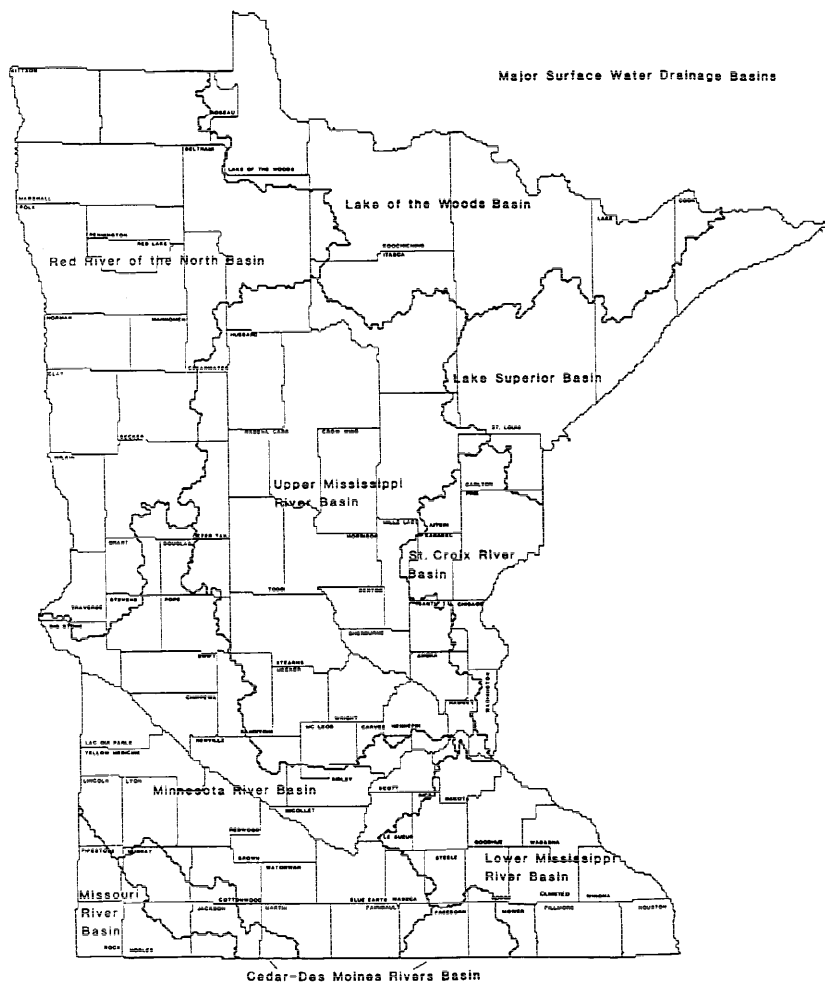 Major Surface Water Drainage Basins
KITTSON
ROSEAU
BELTRAMI
LAKE OF THE WOODS
MARSHALL
POLK
Lake of the Woods Basin
LAKE
COOK
PENNINGTON
RED LAKE
KOOCHICHING
ITASCA
Red River of the North Basin
NORMAN
MAHNOMEN
HUBBARD
CLAY
CLEARWATER
Lake Superior Basin
BECKER
CROW WING
ST. LOUIS
WILKIN
CARLTON
PINE
Upper Mississippi
River Basin
MILLE LACS
AITKIN
KANABEC
GRANT
DOUGLAS
OTTER TAIL
MORRISON
St. Croix River
Basin
TRAVERSE
STEVENS
POPE
TODD
BENTON
ISANTI
CHISAGO
BIG STONE
SHERBURNE
SWIFT
STEARNS
MEEKER
ANOKA
WASHINGTON
CHIPPEWA
RAMSEY
WRIGHT
LAC QUI PARLE
YELLOW MEDICINE
RENVILLE
KANDIYOHI
MC LEOD
CARVER
HENNEPIN
LINCOLN
LYON
Minnesota River Basin
SIBLEY
SCOTT
RICE
DAKOTA
NICOLLET
REDWOOD
LE SUEUR
GOODHUE
WABASHA
PIPESTONE
MURRAY
BROWN
WATONWAN
STEELE
Lower Mississippi
River Basin
Missouri
River
Basin
COTTONWOOD
BLUE EARTH
WASECA
DODGE
OLMSTED
WINONA
JACKSON
MARTIN
FARIBAULT
FREEBORN
MOWER
FILLMORE
HOUSTON
ROCK
NOBLES
Cedar-Des Moines Rivers Basin